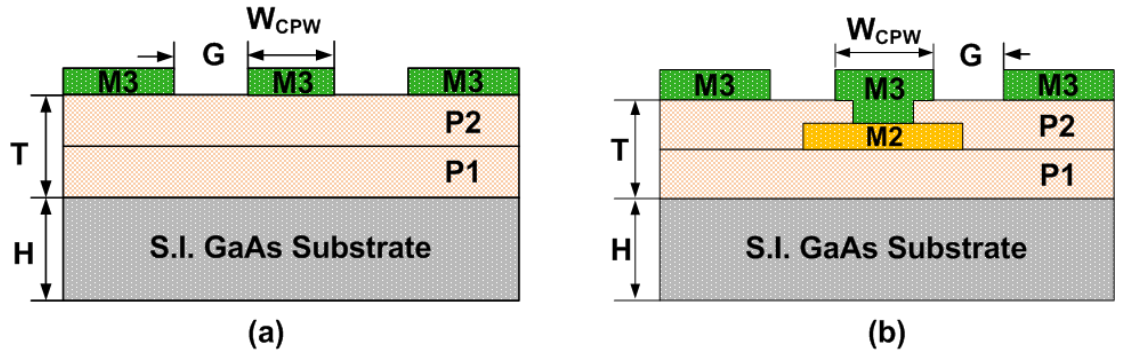 W_CPW
G
M3
M3
M3
P2
T
P1
H
S.I. GaAs Substrate
(a)
W_CPW
G
M3
M3
M3
P2
M2
T
P1
H
S.I. GaAs Substrate
(b)